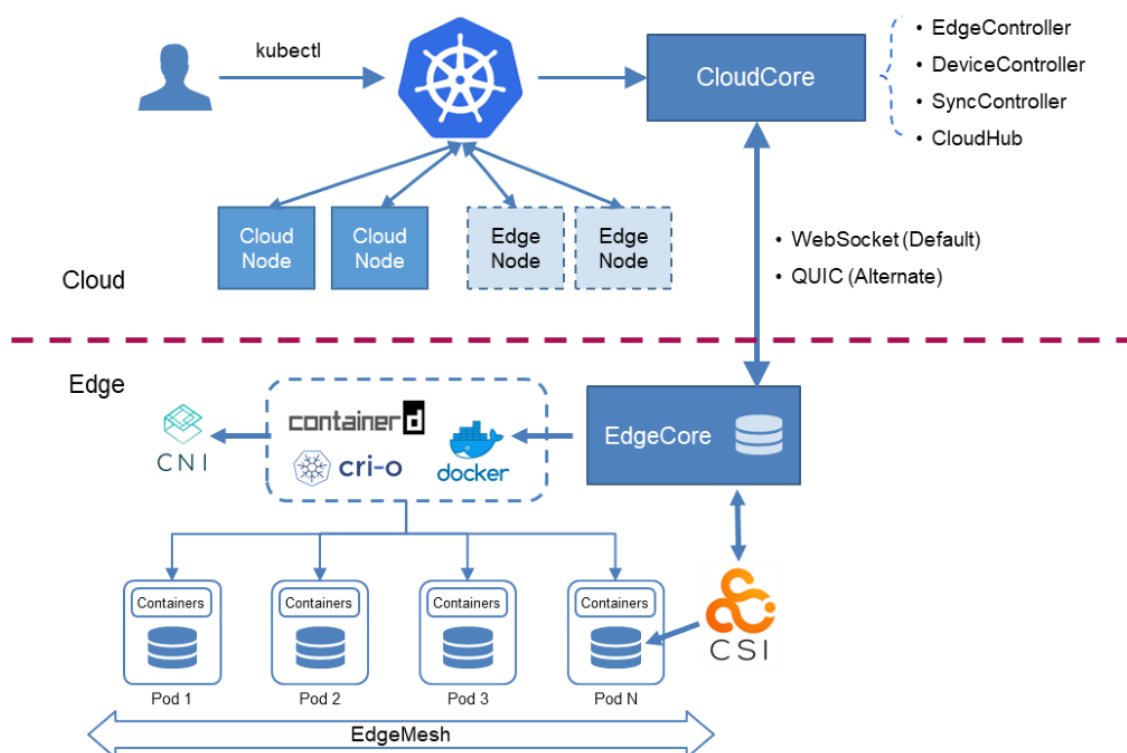 kubectl
CloudCore
• EdgeController
• DeviceController
• SyncController
• CloudHub
Cloud
Node
Cloud
Node
Edge
Node
Edge
Node
• WebSocket (Default)
• QUIC (Alternate)
Cloud
Edge
CNI
containerd
cri-o
docker
EdgeCore
Containers
Containers
Containers
Containers
CSI
Pod 1
Pod 2
Pod 3
Pod N
EdgeMesh